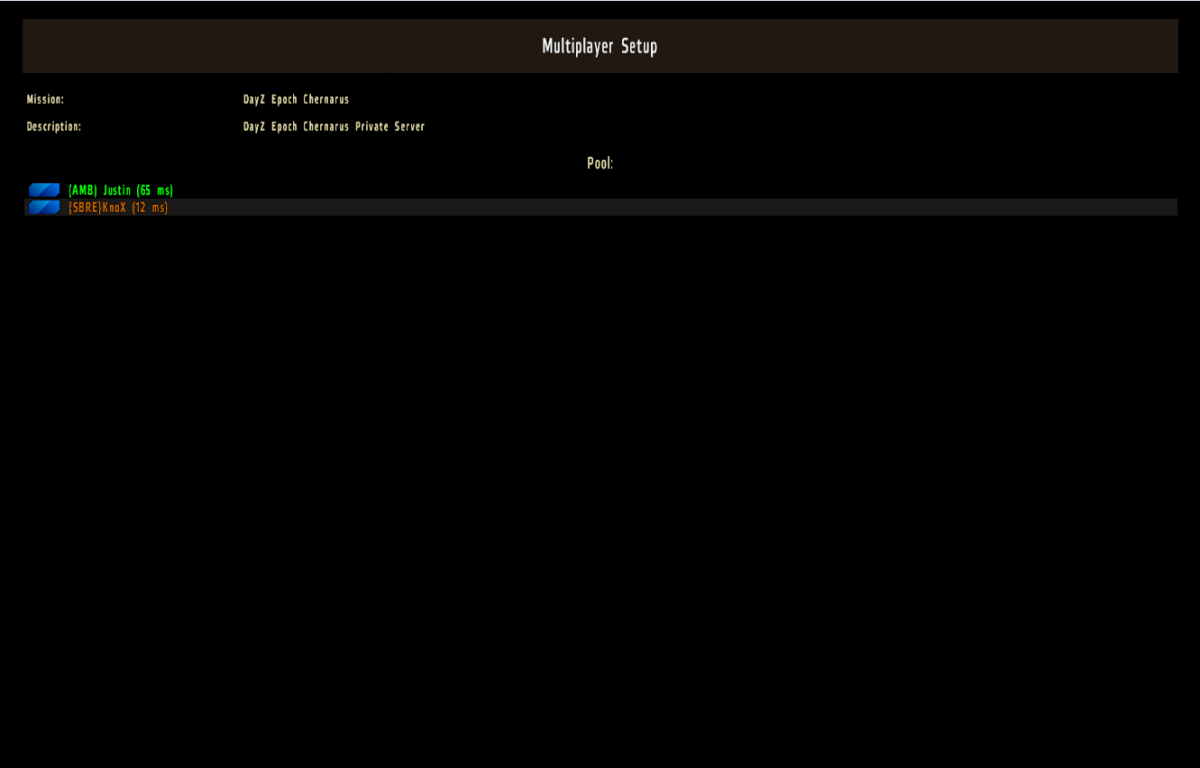 Multiplayer Setup
Mission: DayZ Epoch Chernarus
Description: DayZ Epoch Chernarus Private Server
Pool:
(AMB) Justin (65 ms)
{SBRE}KnoX (12 ms)